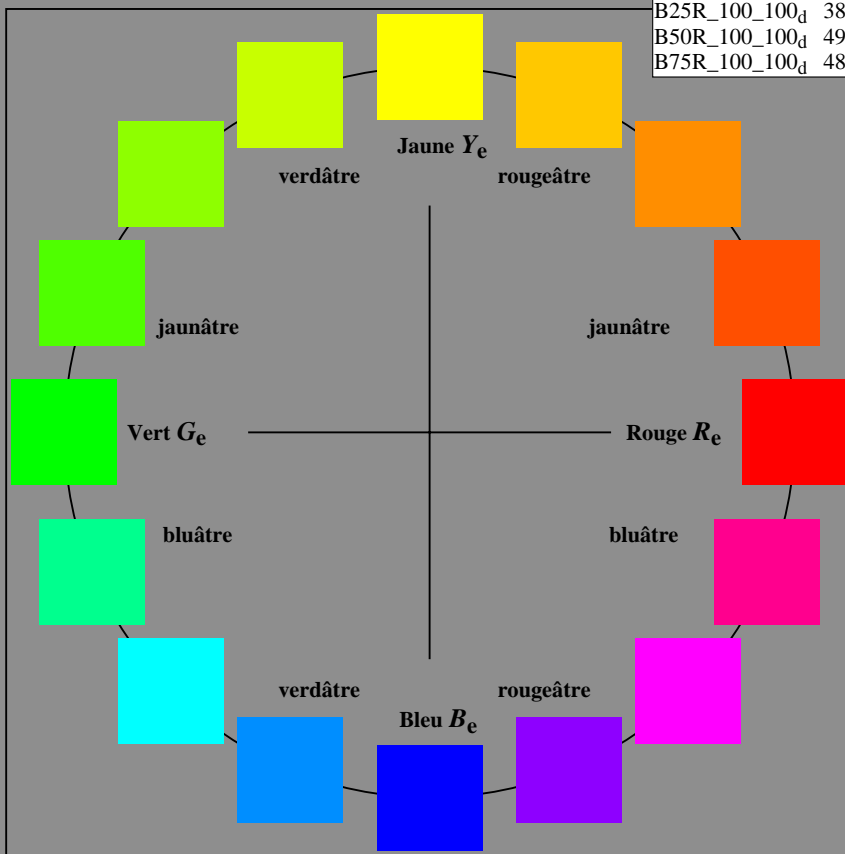 B25R_100_100d 38
B50R_100_100d 49
B75R_100_100d 48
Jaune Ye
verdâtre rougeâtre
jaunâtre jaunâtre
Vert Ge Rouge Re
bluâtre bluâtre
verdâtre rougeâtre
Bleu Be